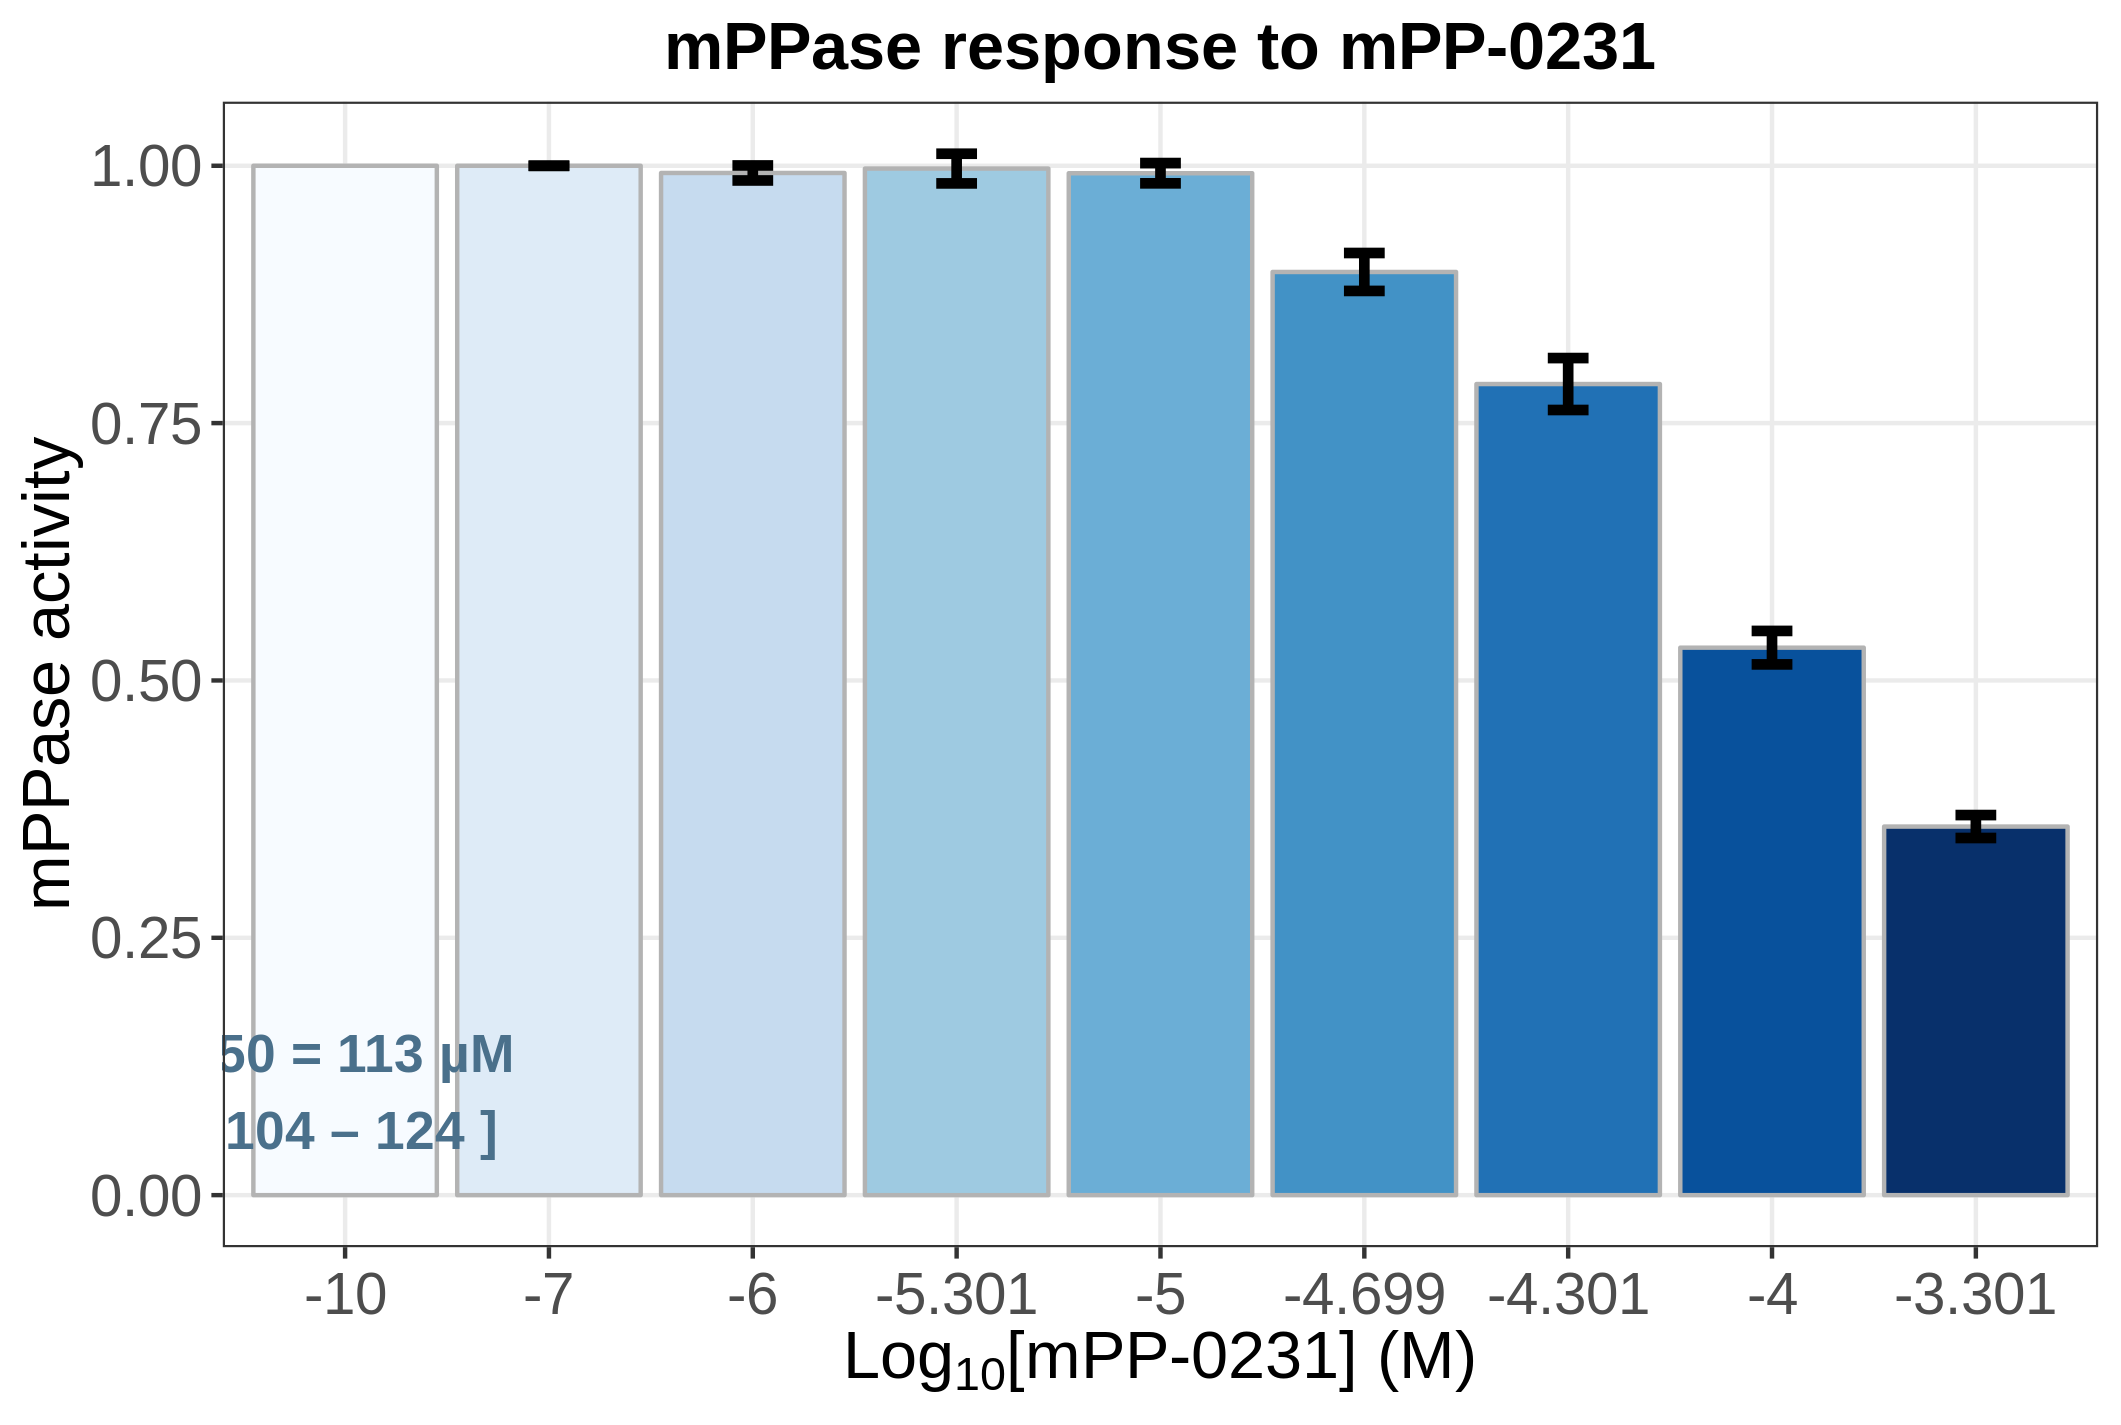 mPPase response to mPP-0231
mPPase activity
1.00
0.75
0.50
0.25
0.00
50 = 113 µM
104 – 124 ]
-10 -7 -6 -5.301 -5 -4.699 -4.301 -4 -3.301
Log10[mPP-0231] (M)